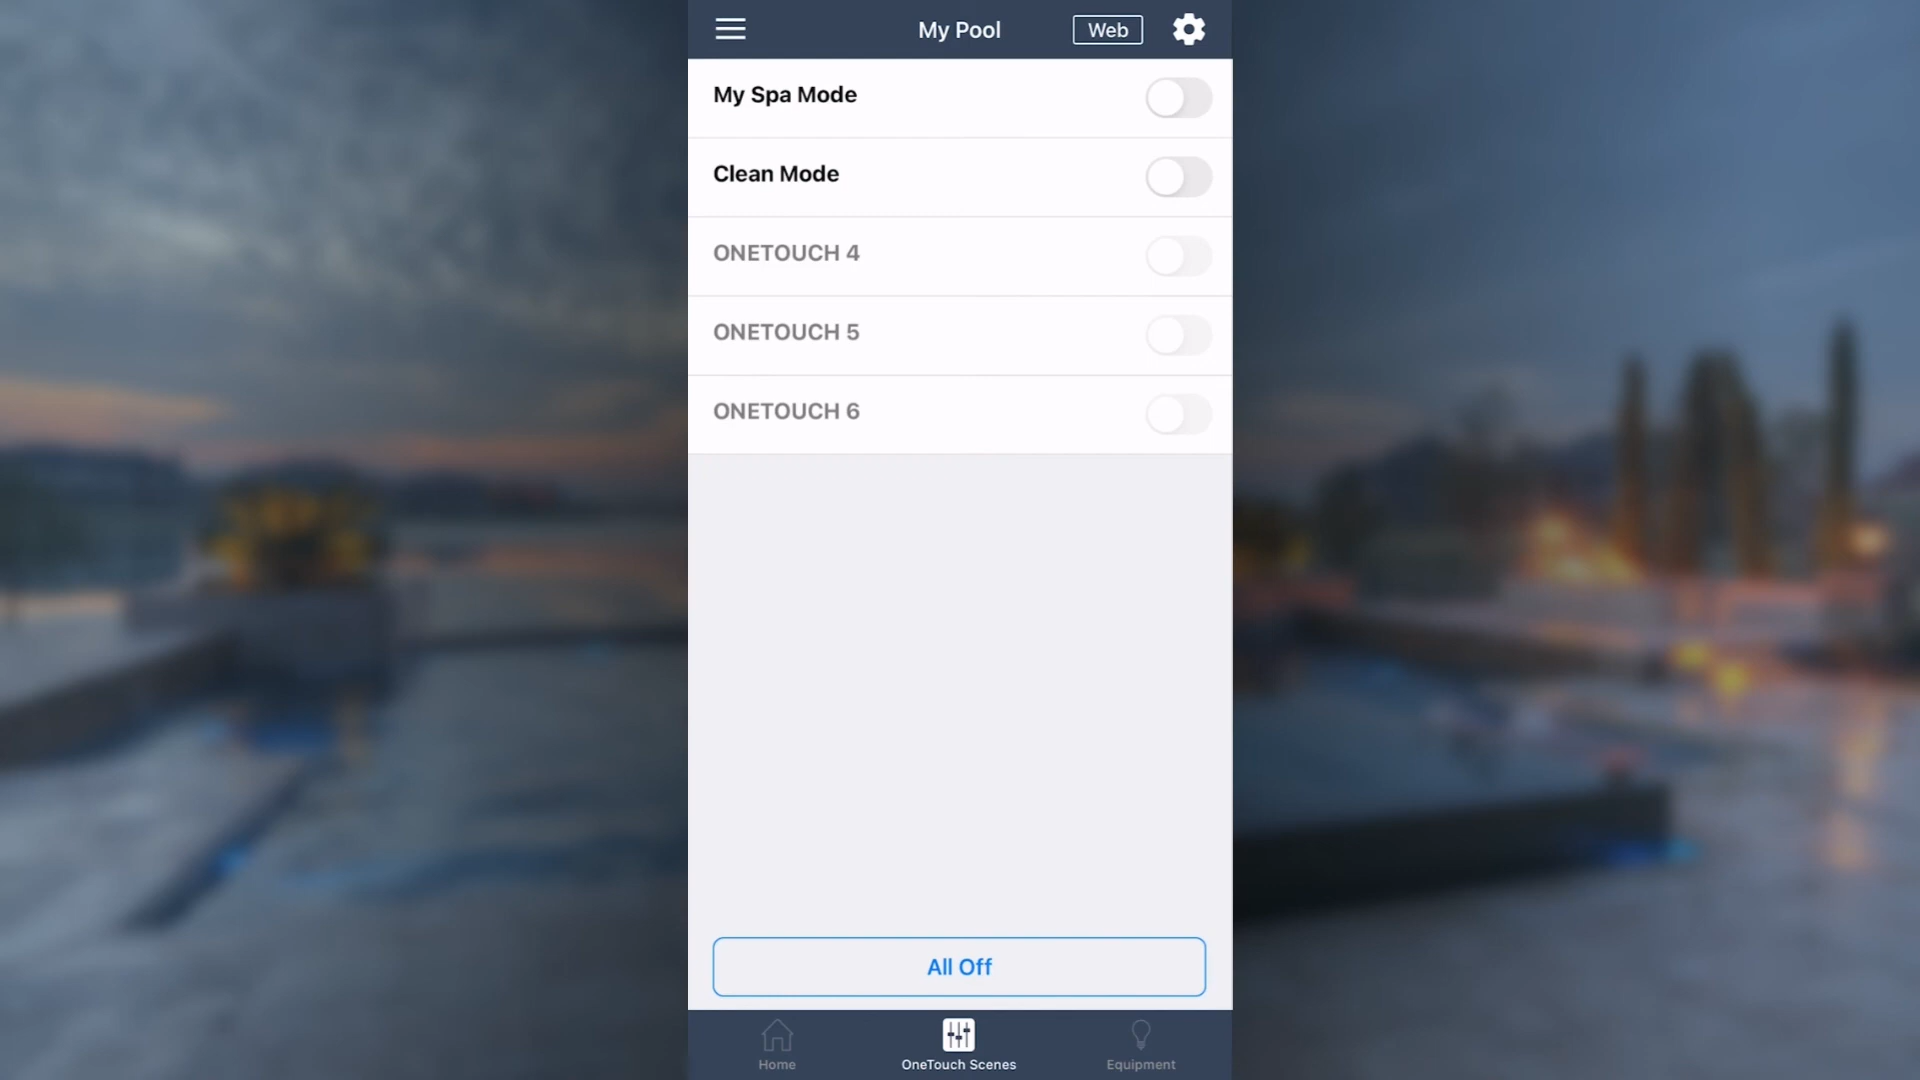 My Pool
Web
My Spa Mode
Clean Mode
ONETOUCH 4
ONETOUCH 5
ONETOUCH 6
All Off
Home
OneTouch Scenes
Equipment